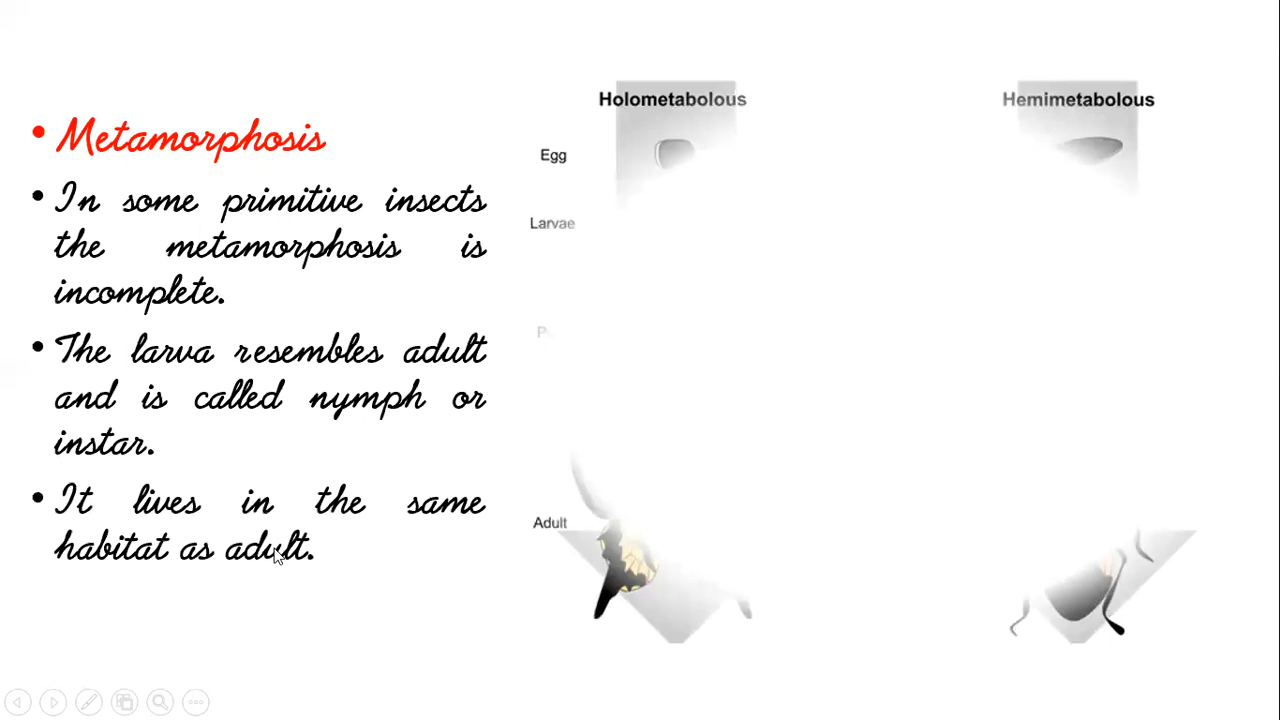 • Metamorphosis
• In some primitive insects
the metamorphosis is
incomplete.
• The larva resembles adult
and is called nymph or
instar.
• It lives in the same
habitat as adult.
Holometabolous
Hemimetabolous
Egg
Larvae
Adult